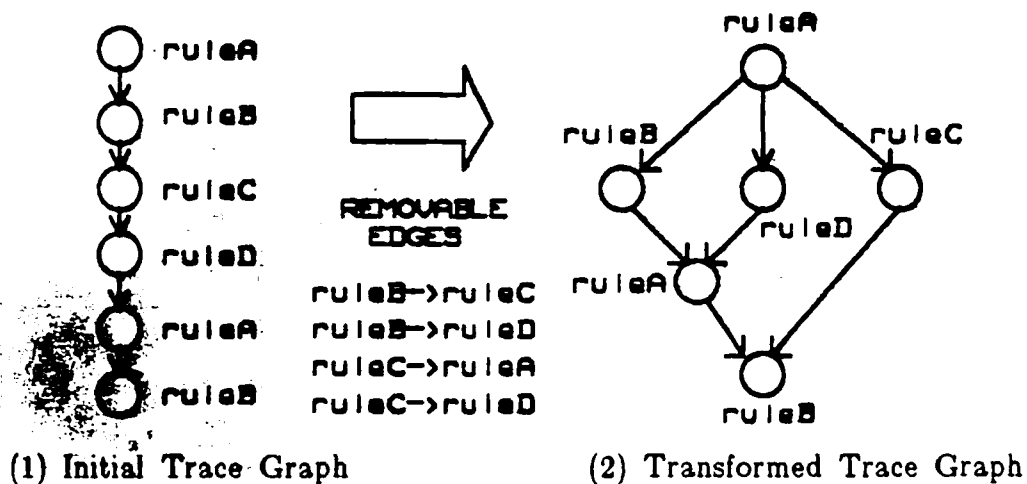 ruleA
ruleB
ruleC
ruleD
ruleA
ruleB
REMOVABLE
EDGES
ruleB->ruleC
ruleB->ruleD
ruleC->ruleA
ruleC->ruleD
ruleA
ruleB
ruleC
ruleD
ruleA
ruleB
(1) Initial Trace Graph
(2) Transformed Trace Graph